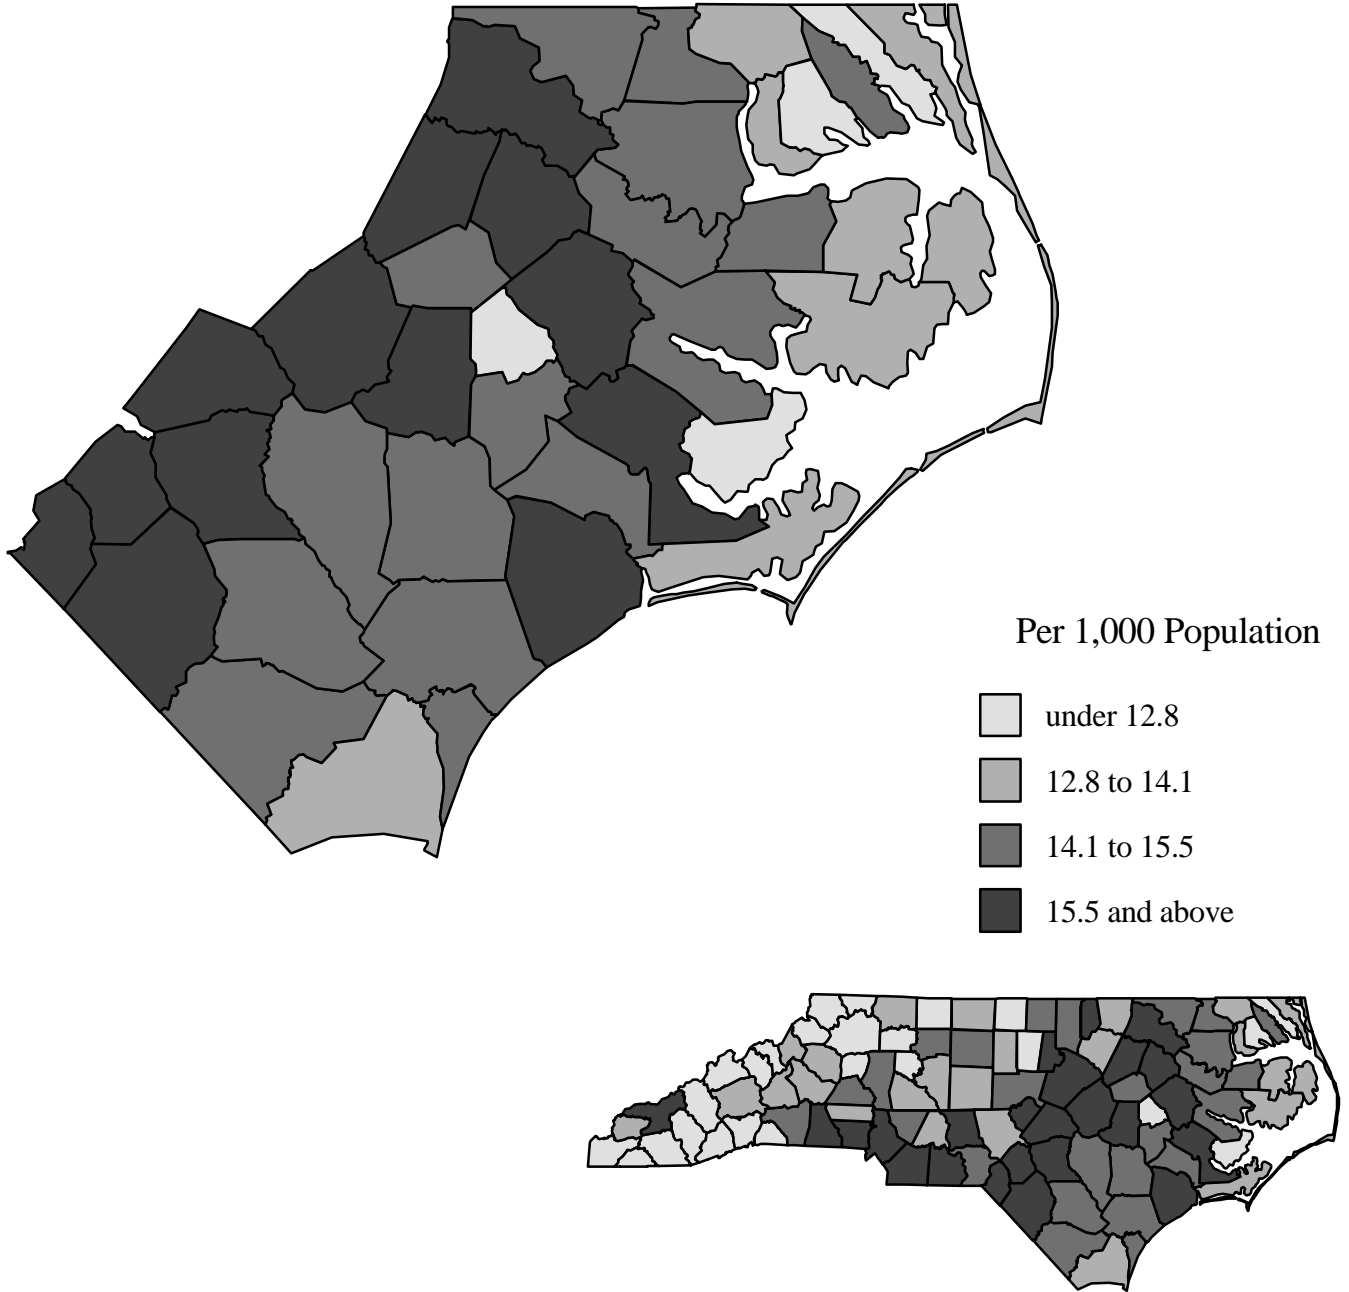 Per 1,000 Population
under 12.8
12.8 to 14.1
14.1 to 15.5
15.5 and above